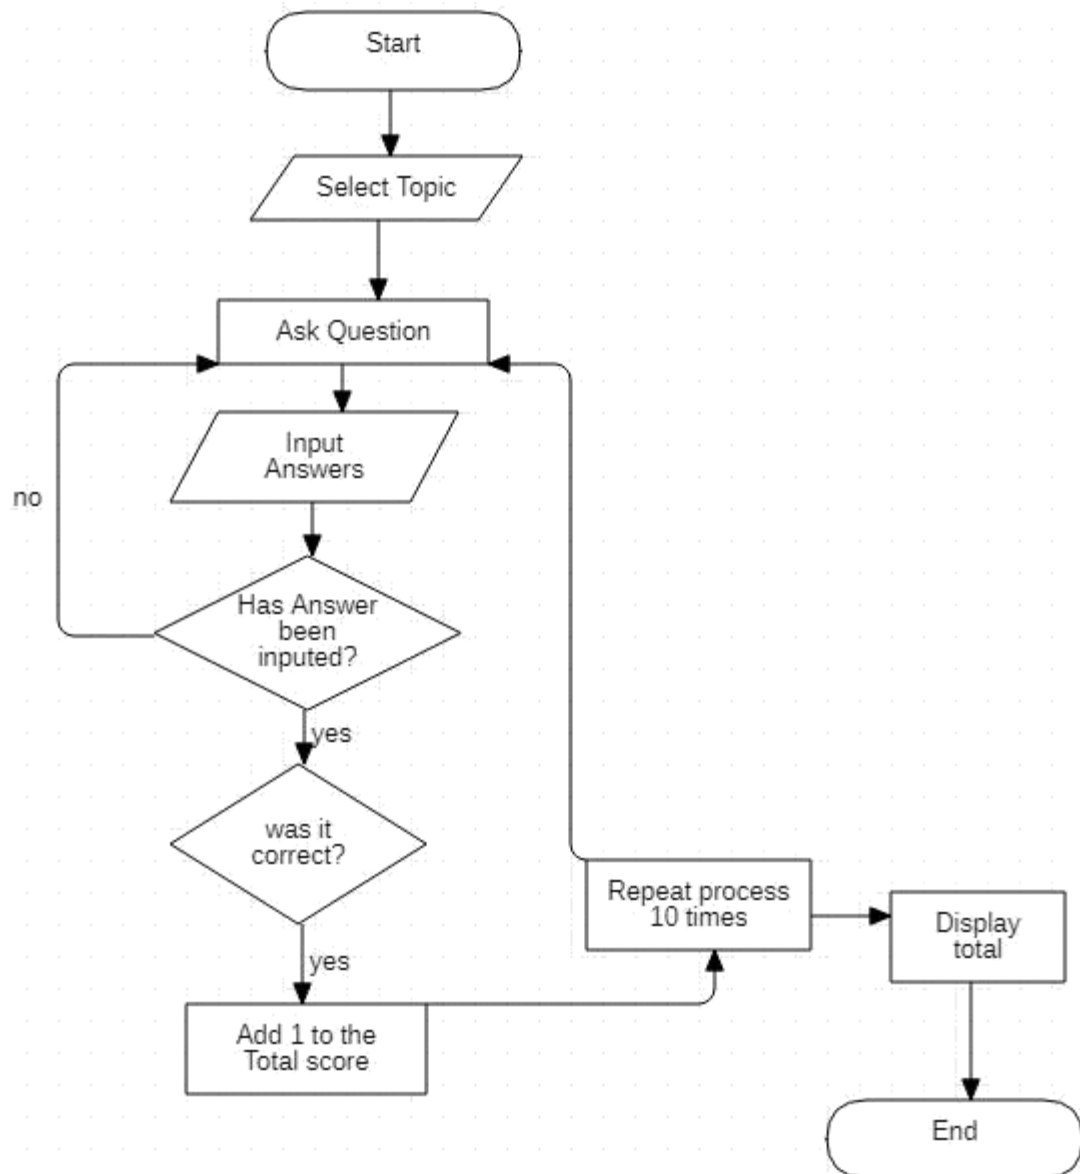 Start
Select Topic
Ask Question
Input
Answers
no
Has Answer
been
inputed?
yes
was it
correct?
yes
Add 1 to the
Total score
Repeat process
10 times
Display
total
End